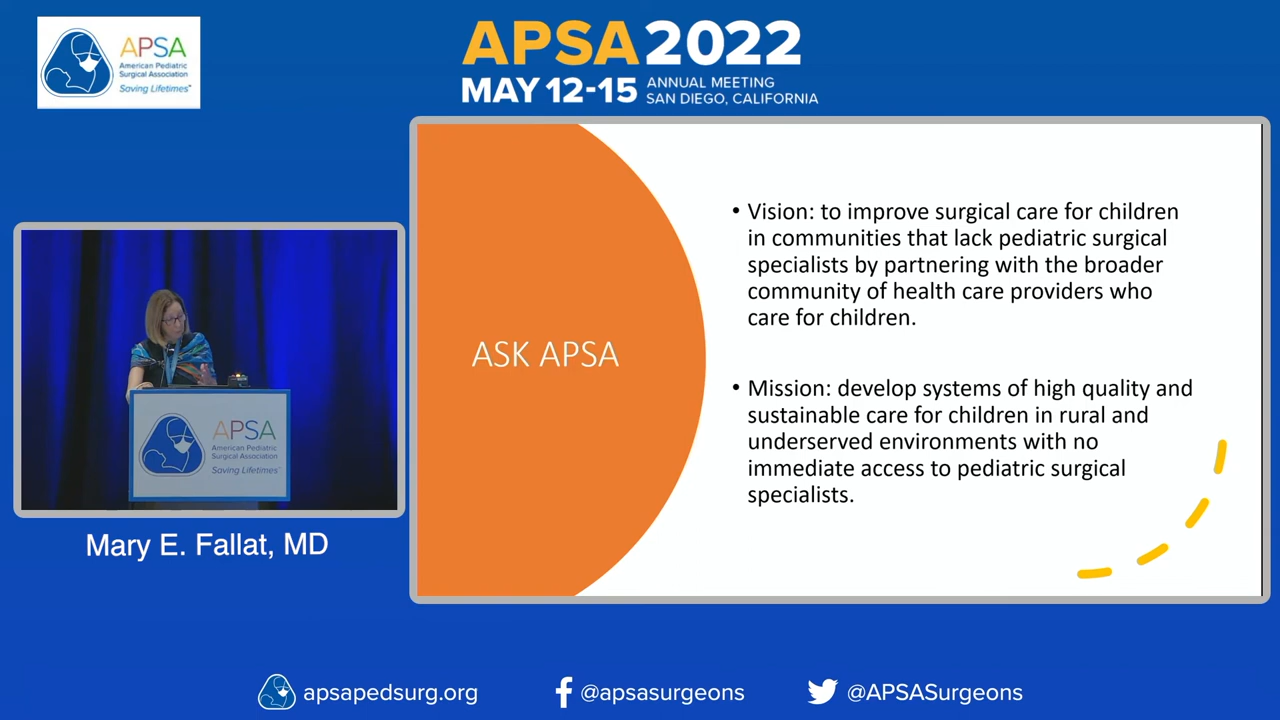 APSA
American Pediatric
Surgical Association
Saving Lifetimes™
APSA 2022
MAY 12-15
ANNUAL MEETING
SAN DIEGO, CALIFORNIA
APSA
American Pediatric
Surgical Association
Saving Lifetimes™
Mary E. Fallat, MD
ASK APSA
• Vision: to improve surgical care for children
in communities that lack pediatric surgical
specialists by partnering with the broader
community of health care providers who
care for children.
• Mission: develop systems of high quality and
sustainable care for children in rural and
underserved environments with no
immediate access to pediatric surgical
specialists.
apsapedsurg.org
@apsasurgeons
@APSASurgeons